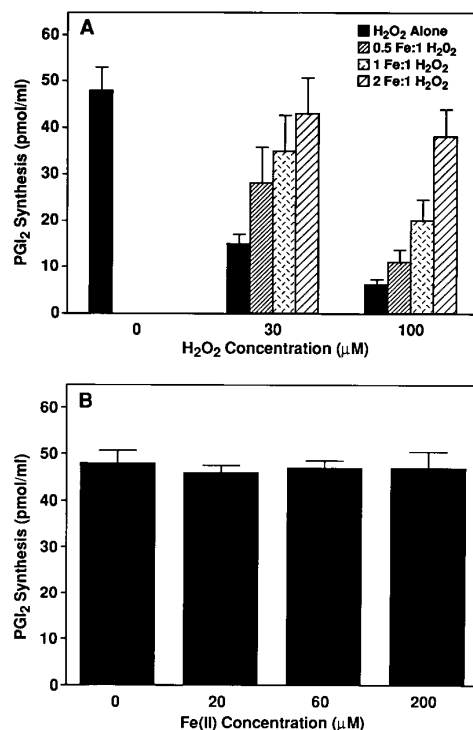 A
H₂O₂ Alone
0.5 Fe:1 H₂O₂
1 Fe:1 H₂O₂
2 Fe:1 H₂O₂
PGI₂ Synthesis (pmol/ml)
60
50
40
30
20
10
0
0 30 100
H₂O₂ Concentration (μM)
B
PGI₂ Synthesis (pmol/ml)
60
50
40
30
20
10
0
0 20 60 200
Fe(II) Concentration (μM)